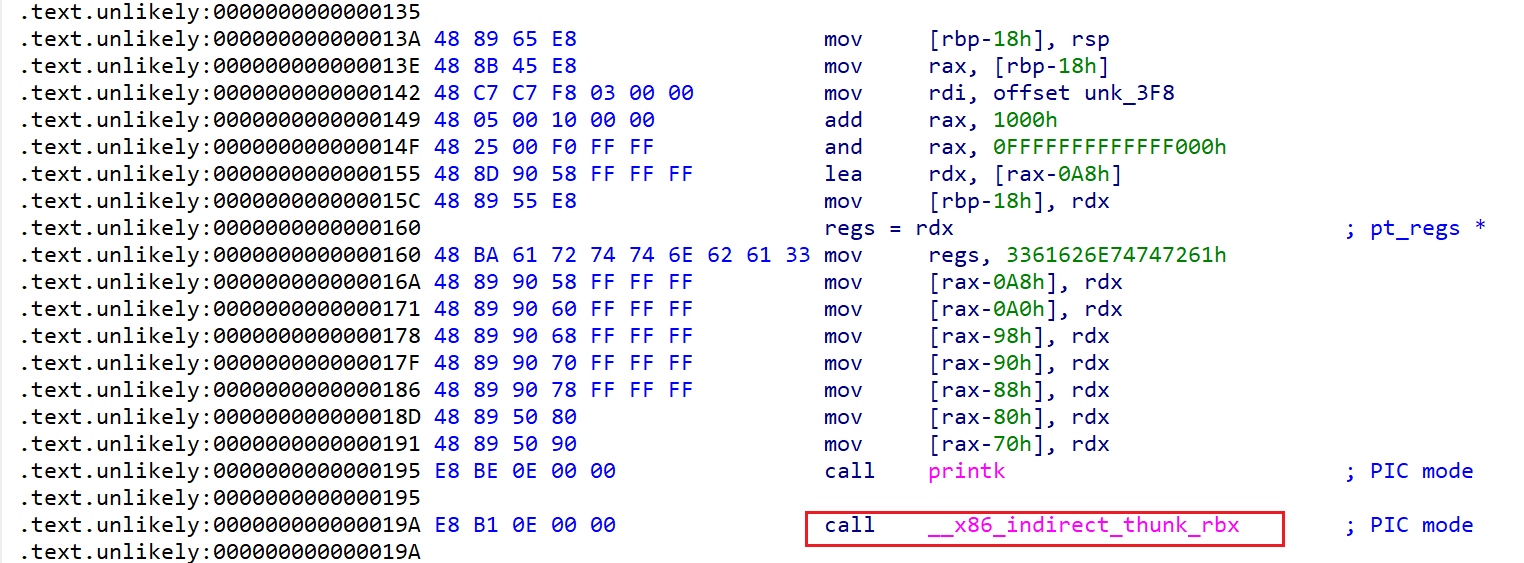 .text.unlikely:0000000000000135
.text.unlikely:000000000000013A 48 89 65 E8 mov [rbp-18h], rsp
.text.unlikely:000000000000013E 48 8B 45 E8 mov rax, [rbp-18h]
.text.unlikely:0000000000000142 48 C7 C7 F8 03 00 00 mov rdi, offset unk_3F8
.text.unlikely:0000000000000149 48 05 00 10 00 00 add rax, 1000h
.text.unlikely:000000000000014F 48 25 00 F0 FF FF and rax, 0FFFFFFFFFFFFF000h
.text.unlikely:0000000000000155 48 8D 90 58 FF FF FF lea rdx, [rax-0A8h]
.text.unlikely:000000000000015C 48 89 55 E8 mov [rbp-18h], rdx
.text.unlikely:0000000000000160 regs = rdx ; pt_regs *
.text.unlikely:0000000000000160 48 BA 61 72 74 74 6E 62 61 33 mov regs, 3361626E74747261h
.text.unlikely:000000000000016A 48 89 90 58 FF FF FF mov [rax-0A8h], rdx
.text.unlikely:0000000000000171 48 89 90 60 FF FF FF mov [rax-0A0h], rdx
.text.unlikely:0000000000000178 48 89 90 68 FF FF FF mov [rax-98h], rdx
.text.unlikely:000000000000017F 48 89 90 70 FF FF FF mov [rax-90h], rdx
.text.unlikely:0000000000000186 48 89 90 78 FF FF FF mov [rax-88h], rdx
.text.unlikely:000000000000018D 48 89 50 80 mov [rax-80h], rdx
.text.unlikely:0000000000000191 48 89 50 90 mov [rax-70h], rdx
.text.unlikely:0000000000000195 E8 BE 0E 00 00 call printk ; PIC mode
.text.unlikely:0000000000000195
.text.unlikely:000000000000019A E8 B1 0E 00 00 call __x86_indirect_thunk_rbx ; PIC mode
.text.unlikely:000000000000019A